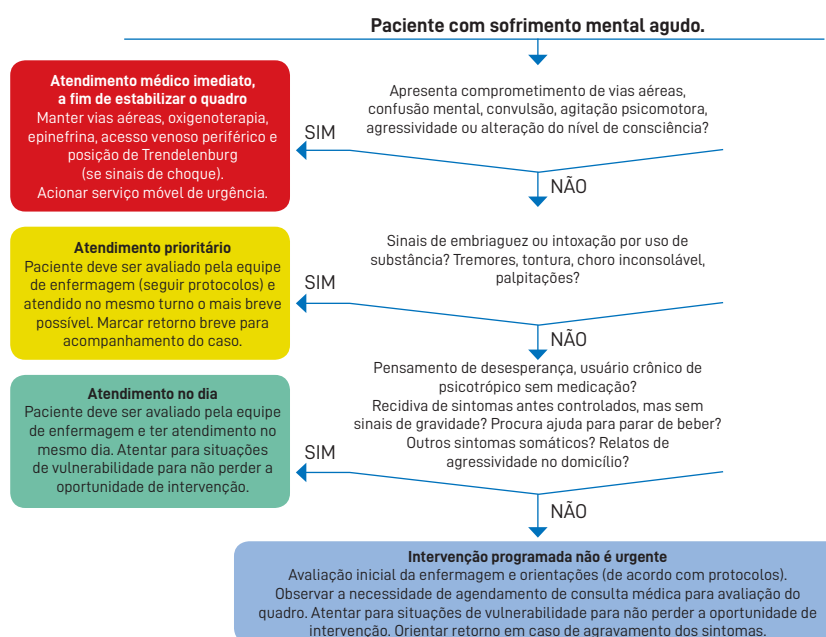 Paciente com sofrimento mental agudo.
Atendimento médico imediato,
a fim de estabilizar o quadro
Manter vias aéreas, oxigenoterapia,
epinefrina, acesso venoso periférico e
posição de Trendelenburg
(se sinais de choque).
Acionar serviço móvel de urgência.
SIM
Apresenta comprometimento de vias aéreas,
confusão mental, convulsão, agitação psicomotora,
agressividade ou alteração do nível de consciência?
NÃO
Atendimento prioritário
Paciente deve ser avaliado pela equipe
de enfermagem (seguir protocolos) e
atendido no mesmo turno o mais breve
possível. Marcar retorno breve para
acompanhamento do caso.
SIM
Sinais de embriaguez ou intoxação por uso de
substância? Tremores, tontura, choro inconsolável,
palpitações?
NÃO
Atendimento no dia
Paciente deve ser avaliado pela equipe
de enfermagem e ter atendimento no
mesmo dia. Atentar para situações
de vulnerabilidade para não perder a
oportunidade de intervenção.
SIM
Pensamento de desesperança, usuário crônico de
psicotrópico sem medicação?
Recidiva de sintomas antes controlados, mas sem
sinais de gravidade? Procura ajuda para parar de beber?
Outros sintomas somáticos? Relatos de
agressividade no domicílio?
NÃO
Intervenção programada não é urgente
Avaliação inicial da enfermagem e orientações (de acordo com protocolos).
Observar a necessidade de agendamento de consulta médica para avaliação do
quadro. Atentar para situações de vulnerabilidade para não perder a oportunidade de
intervenção. Orientar retorno em caso de agravamento dos sintomas.